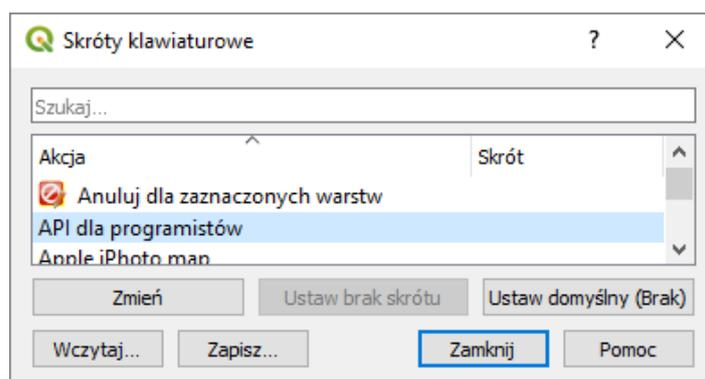 Skróty klawiaturowe ?
Szukaj...
Akcja Skrót
Anuluj dla zaznaczonych warstw
API dla programistów
Apple iPhoto map
Zmień Ustaw brak skrótu Ustaw domyślny (Brak)
Wczytaj... Zapisz... Zamknij Pomoc